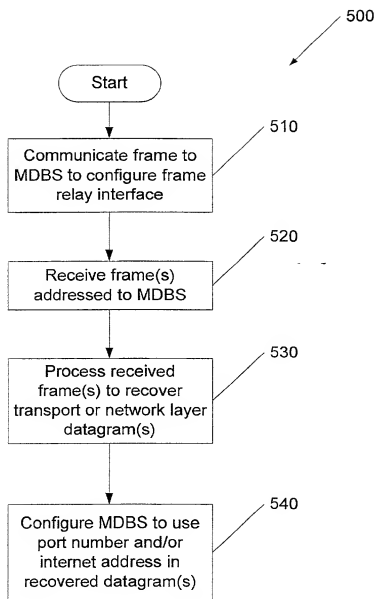 500
Start
510
Communicate frame to
MDBS to configure frame
relay interface
520
Receive frame(s)
addressed to MDBS
530
Process received
frame(s) to recover
transport or network layer
datagram(s)
540
Configure MDBS to use
port number and/or
internet address in
recovered datagram(s)